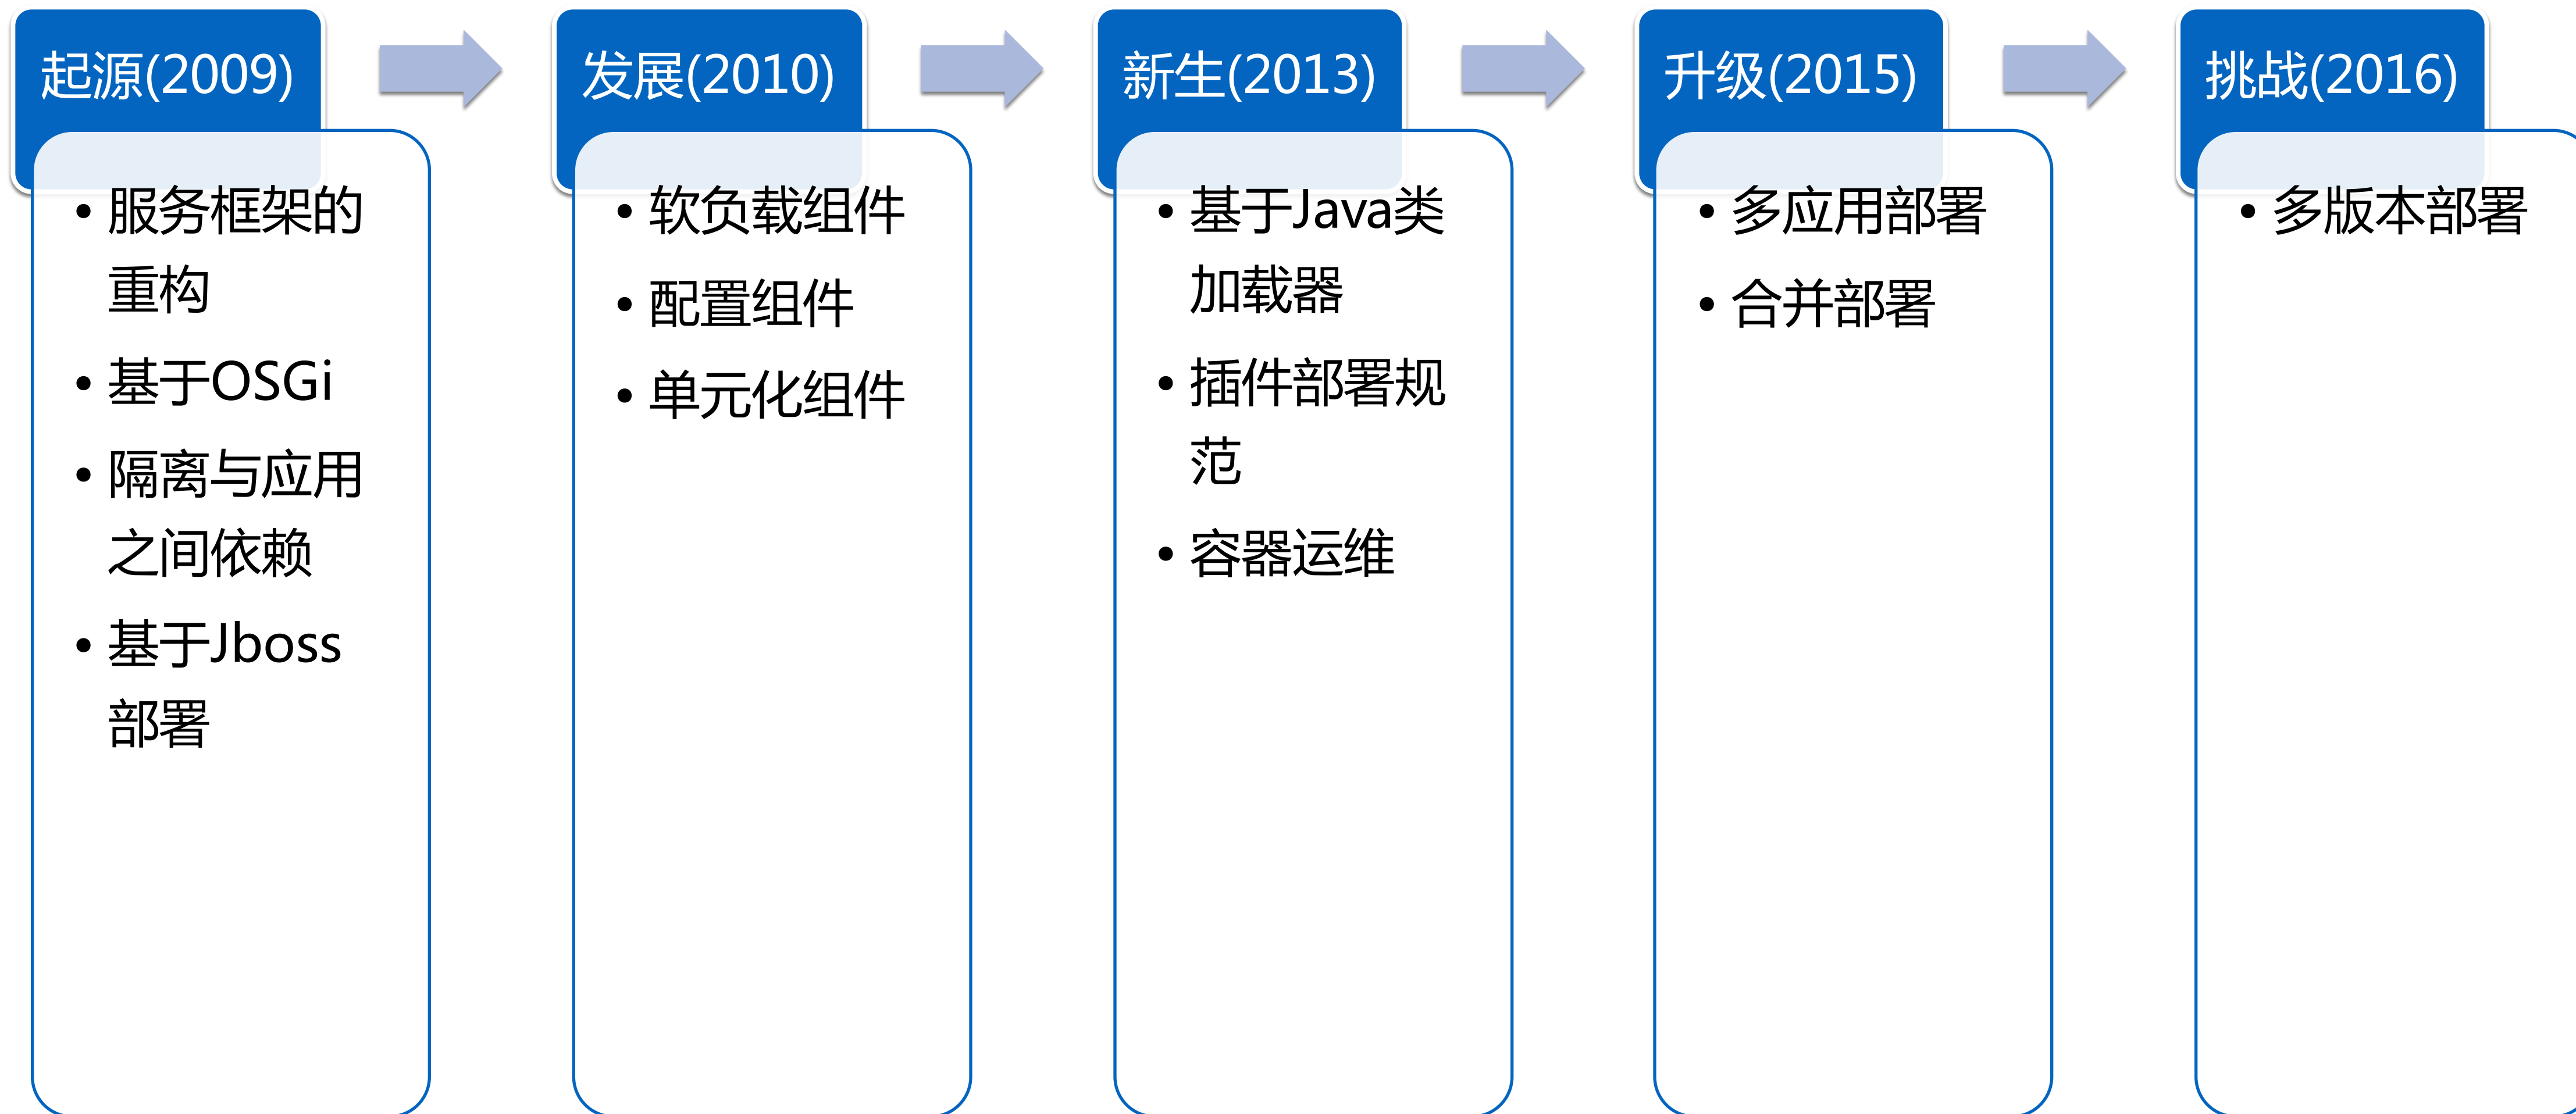 起源(2009)
• 服务框架的
重构
• 基于OSGi
• 隔离与应用
之间依赖
• 基于Jboss
部署
发展(2010)
• 软负载组件
• 配置组件
• 单元化组件
新生(2013)
• 基于Java类
加载器
• 插件部署规
范
• 容器运维
升级(2015)
• 多应用部署
• 合并部署
挑战(2016)
• 多版本部署